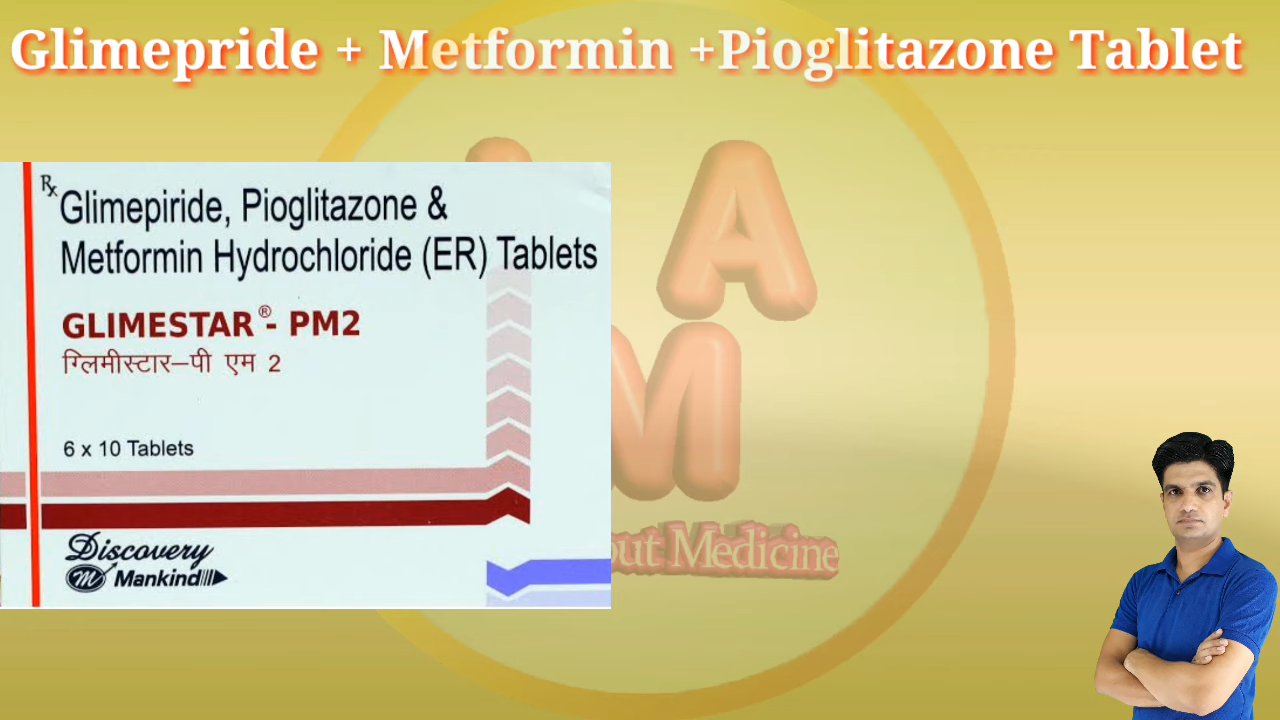 Glimepride + Metformin +Pioglitazone Tablet
Rx
Glimepiride, Pioglitazone &
Metformin Hydrochloride (ER) Tablets
GLIMESTAR®- PM2
ग्लिमीस्टार–पी एम 2
6 x 10 Tablets
Discovery
M Mankind
A
M
Medicine